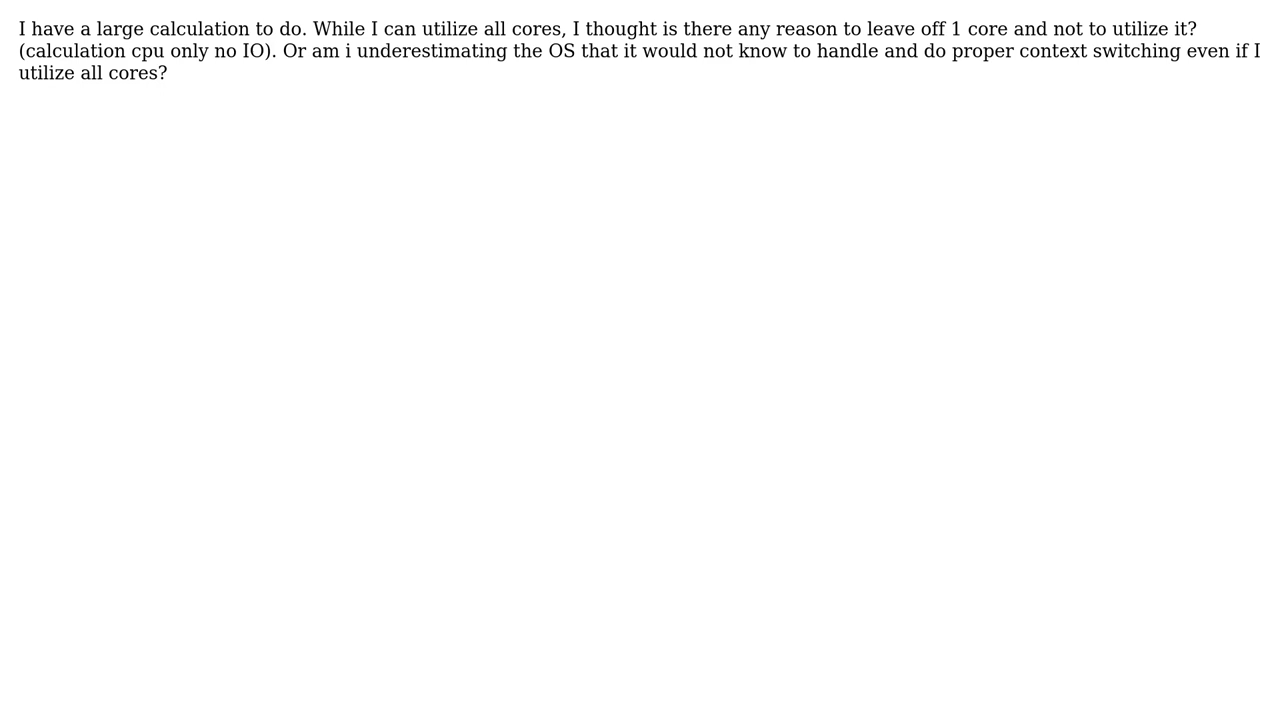 I have a large calculation to do. While I can utilize all cores, I thought is there any reason to leave off 1 core and not to utilize it?
(calculation cpu only no IO). Or am i underestimating the OS that it would not know to handle and do proper context switching even if I
utilize all cores?